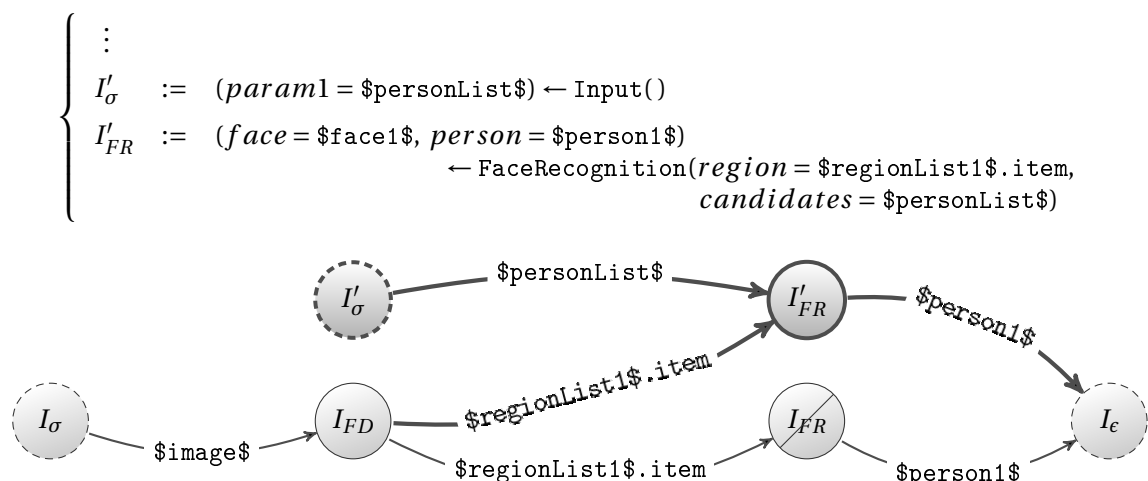 ⋮
I′σ := (param1 = $personList$) ← Input()
I′FR := (face = $face1$, person = $person1$)
← FaceRecognition(region = $regionList1$.item,
candidates = $personList$)
$personList$
I′σ
I′FR
$person1$
$regionList1$.item
Iσ
IFD
IFR
Iϵ
$image$
$regionList1$.item
$person1$